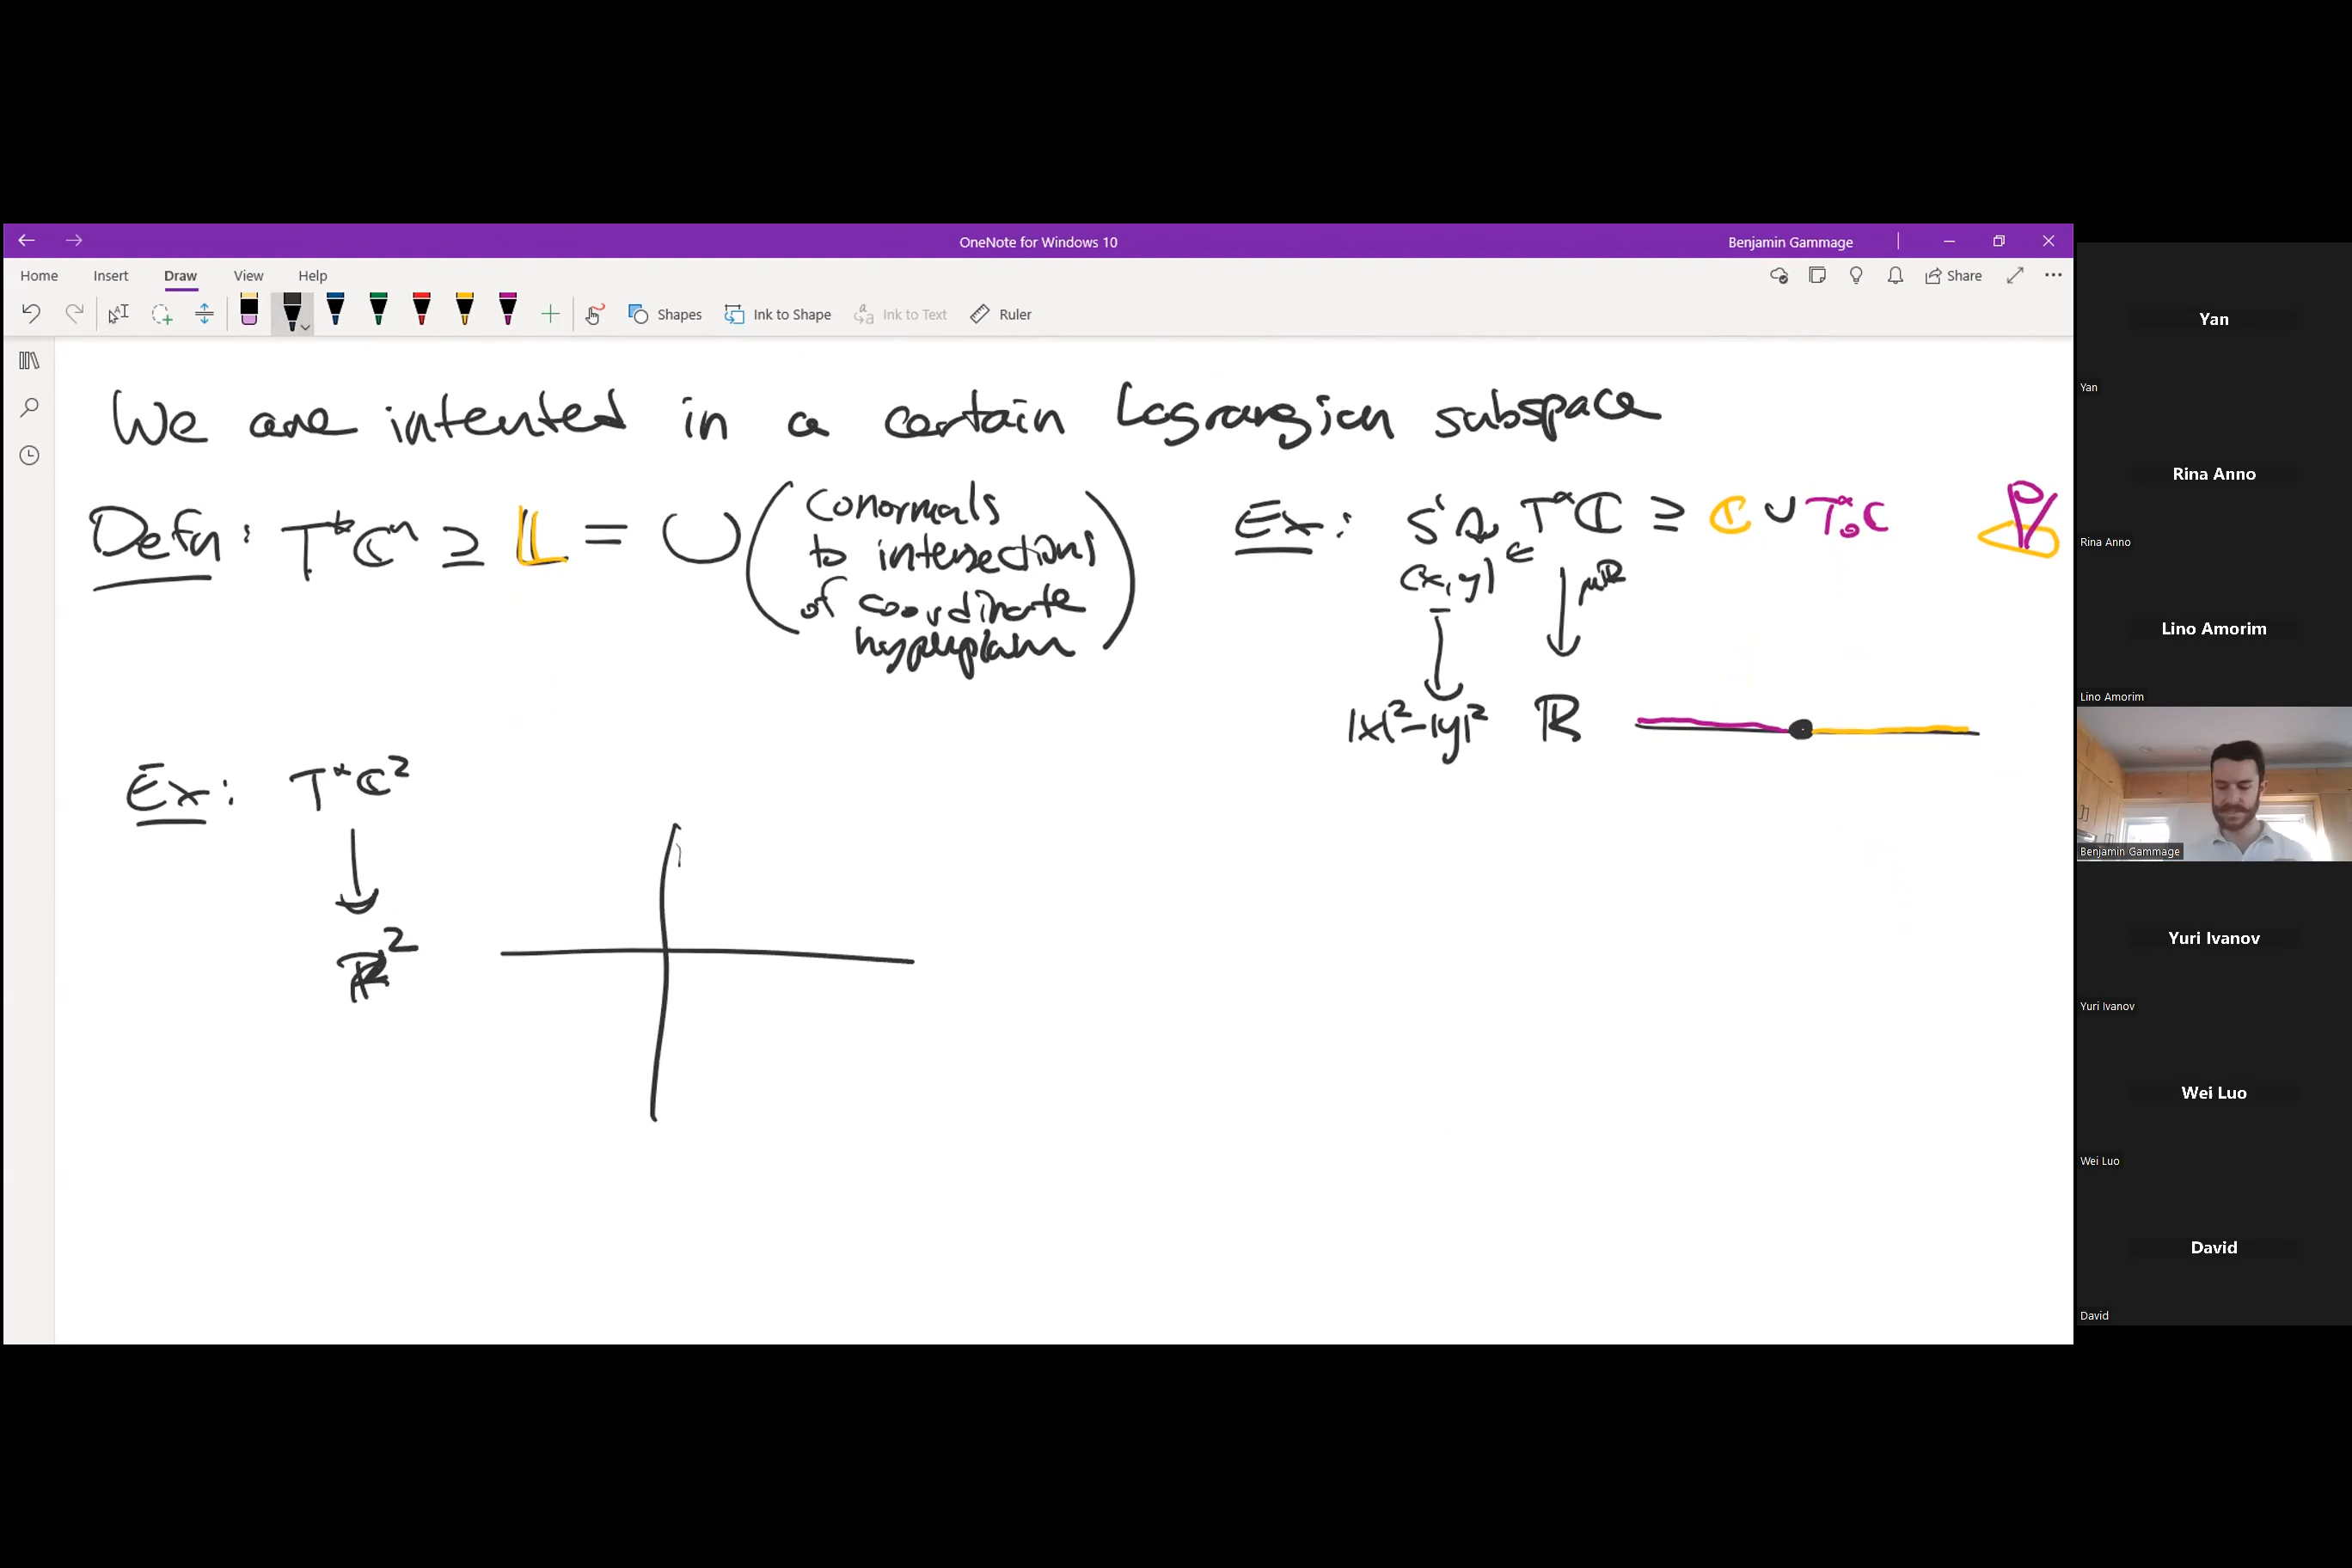 OneNote for Windows 10
Benjamin Gammage
Home Insert Draw View Help
Share
Shapes Ink to Shape Ink to Text Ruler
We are intented in a certain Lagrangian subspace
Defn: T*ℂⁿ ⊇ 𝕃 = ∪ (conormals
to intersections
of coordinate
hyperplam)
Ex: S¹ ↷ T*ℂ ⊇ ℂ ∪ T*₀ℂ
(x,y) ∈
↓ ↓ μ^ℝ
|x|²-|y|² ℝ
Ex: T*ℂ²
↓
ℝ²
Yan
Yan
Rina Anno
Rina Anno
Lino Amorim
Lino Amorim
Benjamin Gammage
Yuri Ivanov
Yuri Ivanov
Wei Luo
Wei Luo
David
David